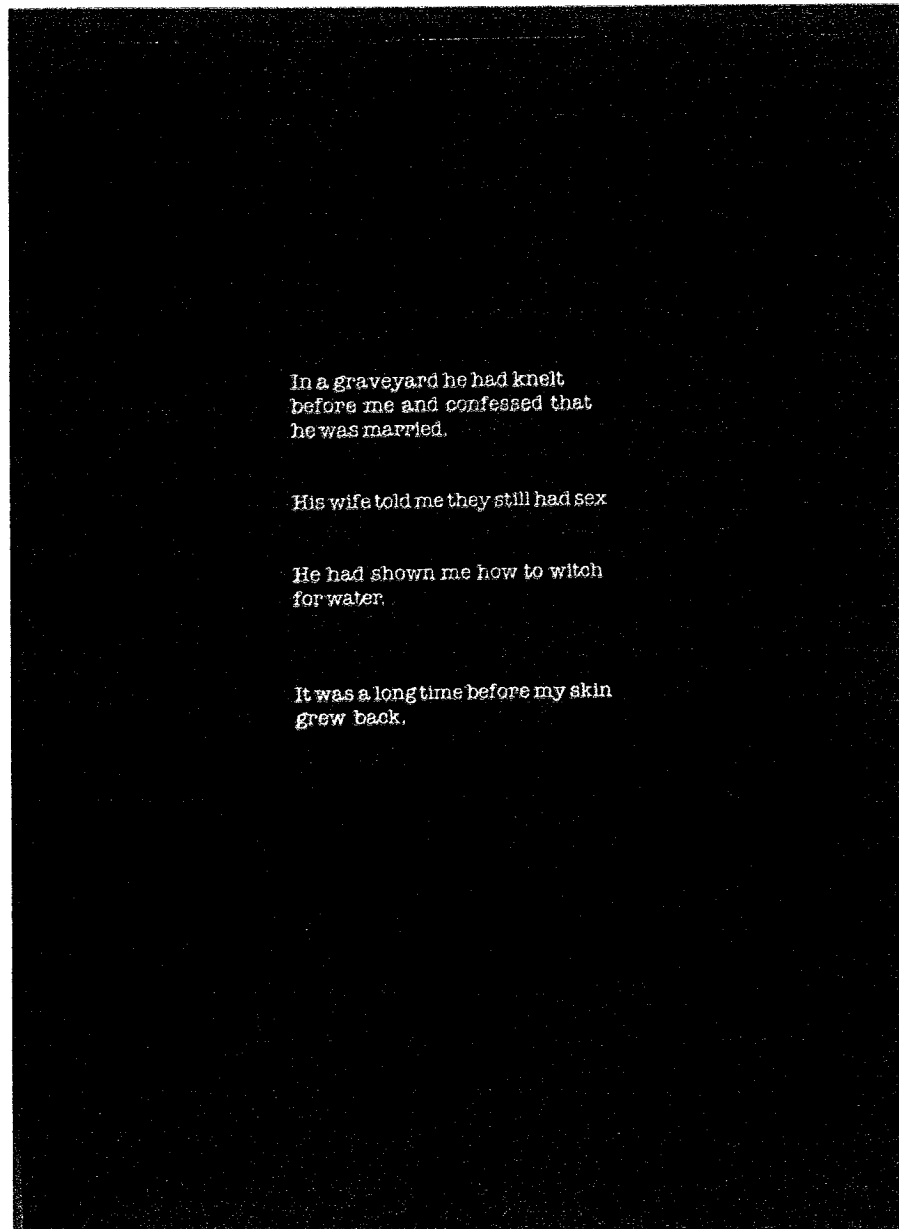 In a graveyard he had knelt
before me and confessed that
he was married.
His wife told me they still had sex
He had shown me how to witch
for water.
It was a long time before my skin
grew back.